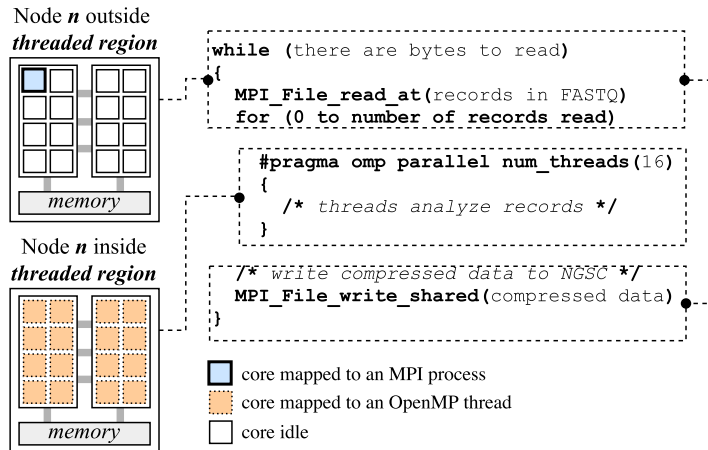 Node n outside
threaded region
memory
while (there are bytes to read)
{
MPI_File_read_at(records in FASTQ)
for (0 to number of records read)
#pragma omp parallel num_threads(16)
{
/* threads analyze records */
}
Node n inside
threaded region
memory
/* write compressed data to NGSC */
MPI_File_write_shared(compressed data)
}
core mapped to an MPI process
core mapped to an OpenMP thread
core idle